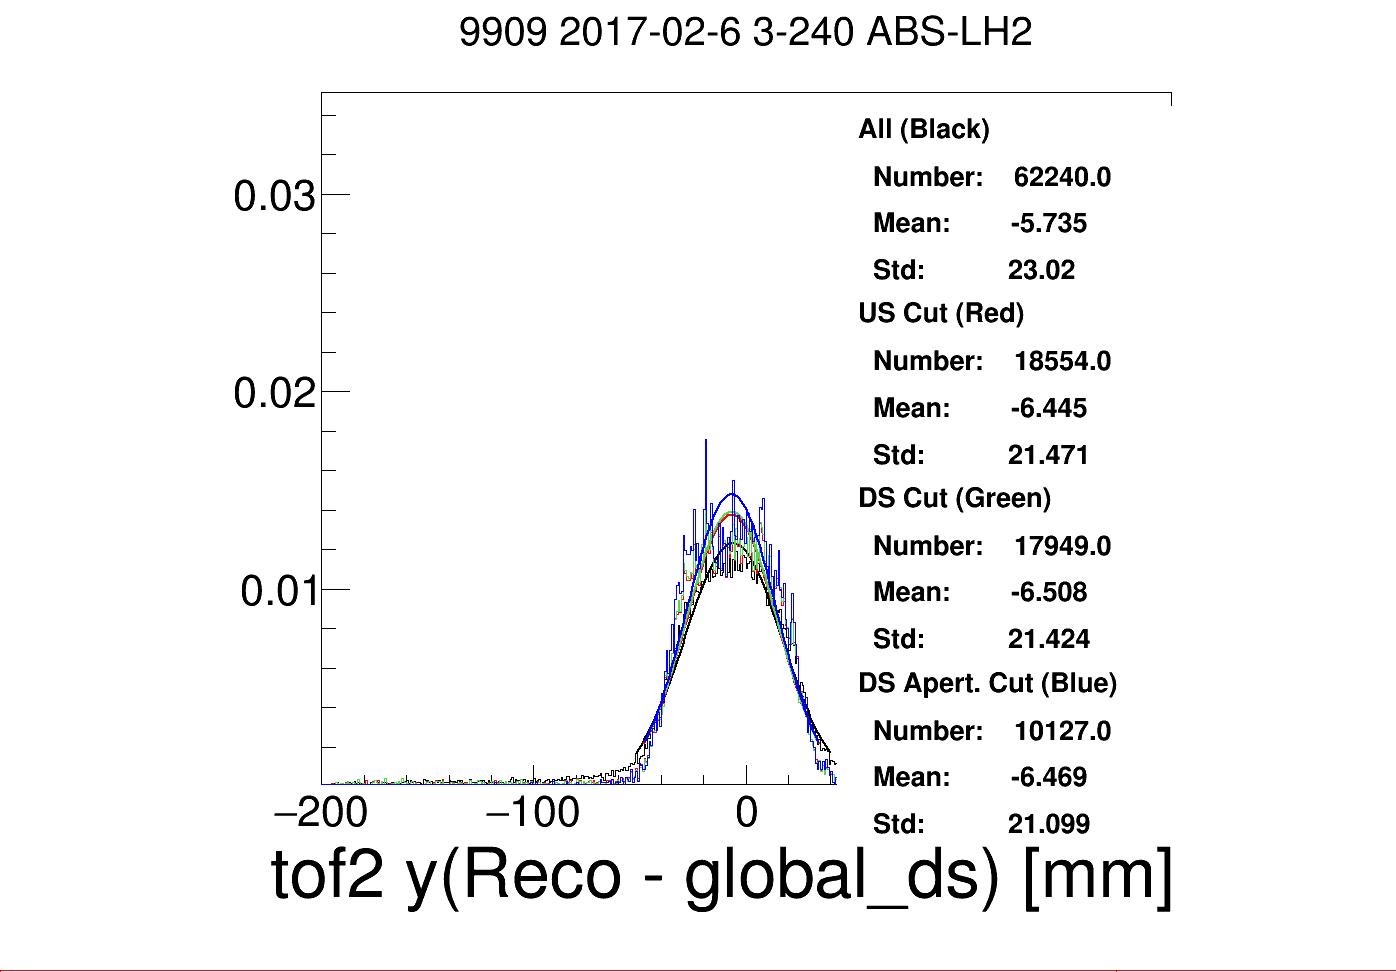 9909 2017-02-6 3-240 ABS-LH2
All (Black)
Number: 62240.0
Mean: -5.735
Std: 23.02
US Cut (Red)
Number: 18554.0
Mean: -6.445
Std: 21.471
DS Cut (Green)
Number: 17949.0
Mean: -6.508
Std: 21.424
DS Apert. Cut (Blue)
Number: 10127.0
Mean: -6.469
Std: 21.099
0.03
0.02
0.01
−200 −100 0
tof2 y(Reco - global_ds) [mm]